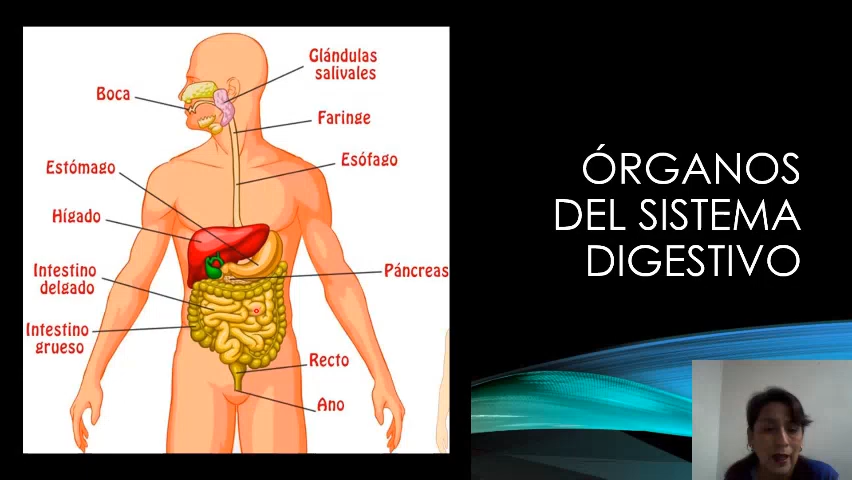 Glándulas
salivales
Boca
Faringe
Esófago
Estómago
Hígado
Páncreas
Intestino
delgado
Intestino
grueso
Recto
Ano
ÓRGANOS
DEL SISTEMA
DIGESTIVO